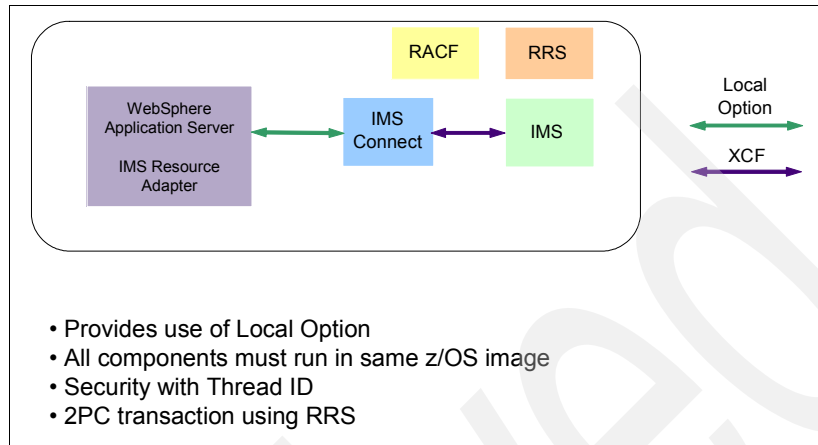 RACF
RRS
WebSphere
Application Server
IMS Resource
Adapter
IMS
Connect
IMS
Local
Option
XCF
• Provides use of Local Option
• All components must run in same z/OS image
• Security with Thread ID
• 2PC transaction using RRS